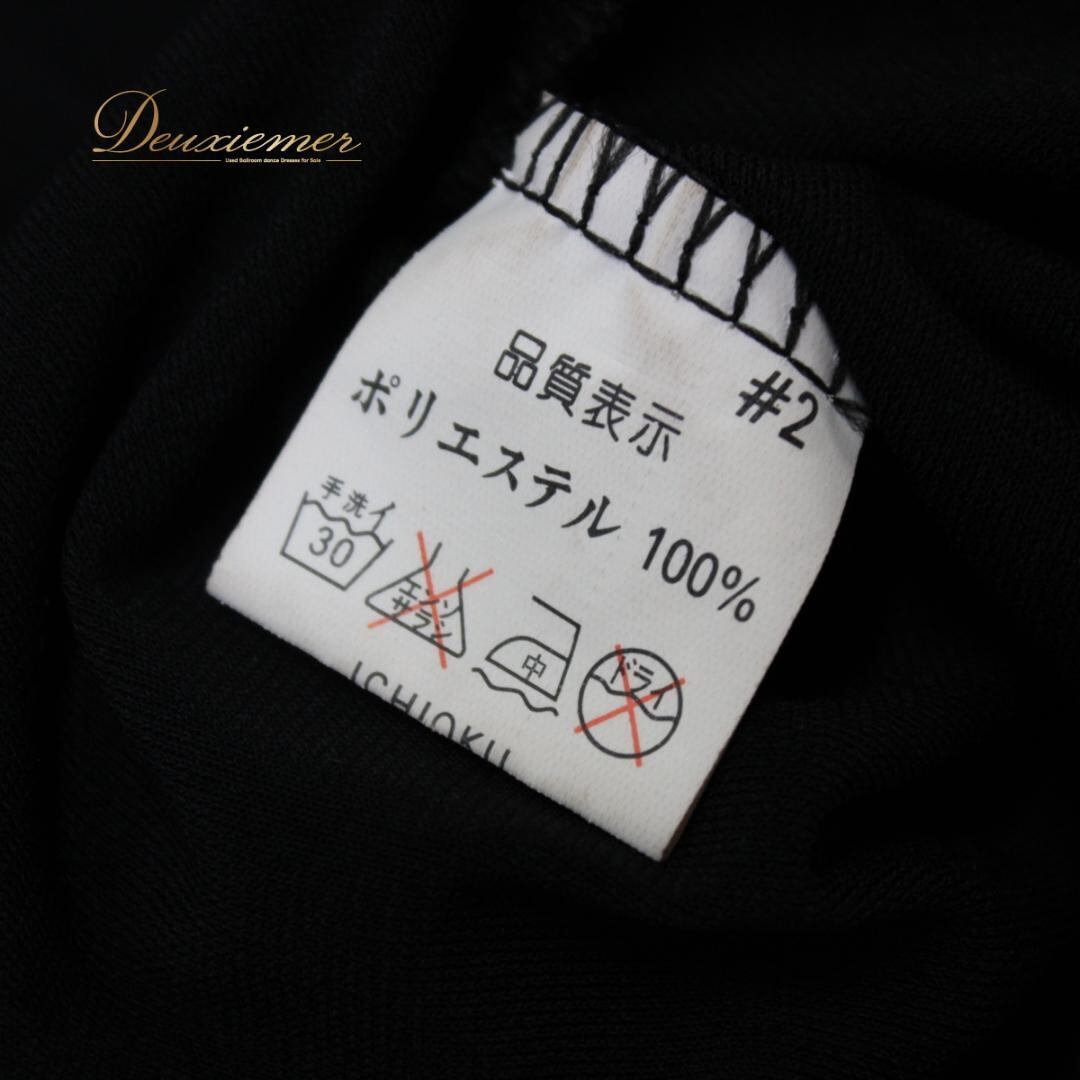 Deuxiemer
Used Ballroom dance Dresses for Sale
#2
品質表示
ポリエステル 100%
手洗イ
30
エンソ
サラシ
中
ドライ
ICHIOKU